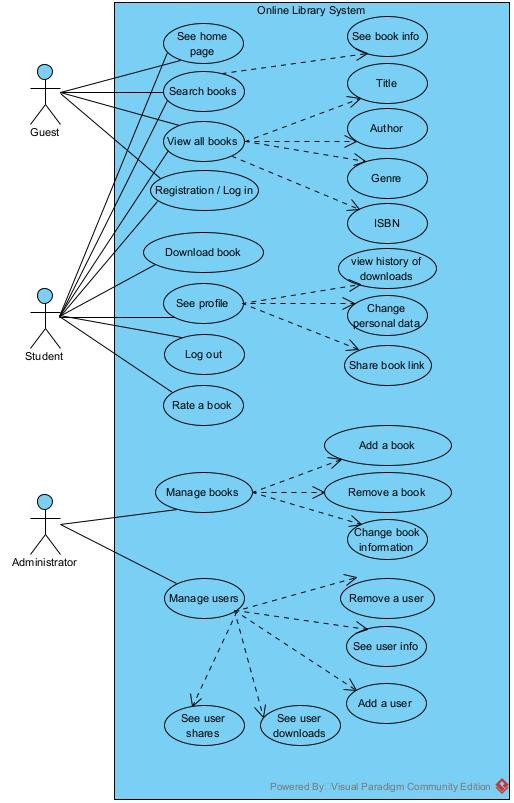 Online Library System
See home
page
See book info
Search books
Title
Guest
View all books
Author
Genre
Registration / Log in
ISBN
Download book
view history of
downloads
See profile
Change
personal data
Student
Log out
Share book link
Rate a book
Add a book
Manage books
Remove a book
Change book
information
Administrator
Manage users
Remove a user
See user info
Add a user
See user
shares
See user
downloads
Powered By Visual Paradigm Community Edition